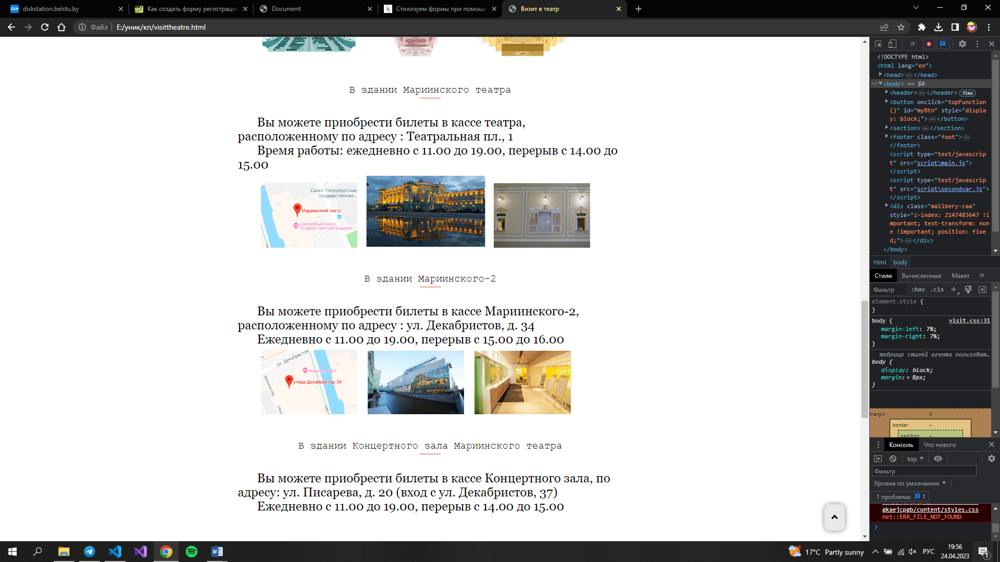 diskstation.belstu.by
Как создать форму регистрации
Document
Стилизуем формы при помощи
Визит в театр
Файл
E:/уник/кп/visittheatre.html
В здании Мариинского театра
Вы можете приобрести билеты в кассе театра,
расположенному по адресу : Театральная пл., 1
Время работы: ежедневно с 11.00 до 19.00, перерыв с 14.00 до
15.00
Санкт-Петербургская
государственная...
Мариинский театр
Сувенирный киоск ,
Государственный академи...
В здании Мариинского-2
Вы можете приобрести билеты в кассе Мариинского-2,
расположенному по адресу : ул. Декабристов, д. 34
Ежедневно с 11.00 до 19.00, перерыв с 15.00 до 16.00
ул. Декабристов
Мариинский-2
улица Декабристов, 34
Минский пер.
В здании Концертного зала Мариинского театра
Вы можете приобрести билеты в кассе Концертного зала, по
адресу: ул. Писарева, д. 20 (вход с ул. Декабристов, 37)
Ежедневно с 11.00 до 19.00, перерыв с 14.00 до 15.00
<!DOCTYPE html>
<html lang="en">
<head> ... </head>
... <body> == $0
<header> ... </header> flex
<button onclick="topFunction
()" id="myBtn" style="displa
y: block;"> ... </button>
<section> ... </section>
<footer class="foot"> ...
</footer>
<script type="text/javascrip
t" src="script\main.js">
</script>
<script type="text/javascrip
t" src="script\secondvar.js">
</script>
<div class="mallbery-caa"
style="z-index: 2147483647 !i
mportant; text-transform: non
e !important; position: fixe
d;"> ... </div>
</body>
html body
Стили Вычисленные Макет
Фильтр :hov .cls
element.style {
}
body { visit.css:31
margin-left: 7%;
margin-right: 7%;
}
таблица стилей агента пользоват…
body {
display: block;
margin: 8px;
}
margin 8
border –
padding –
Консоль Что нового
top
Фильтр
Уровни по умолчанию
1 проблема: 1
gkaejcpgb/content/styles.css
net::ERR_FILE_NOT_FOUND
17°C Partly sunny
РУС
19:56
24.04.2023
1